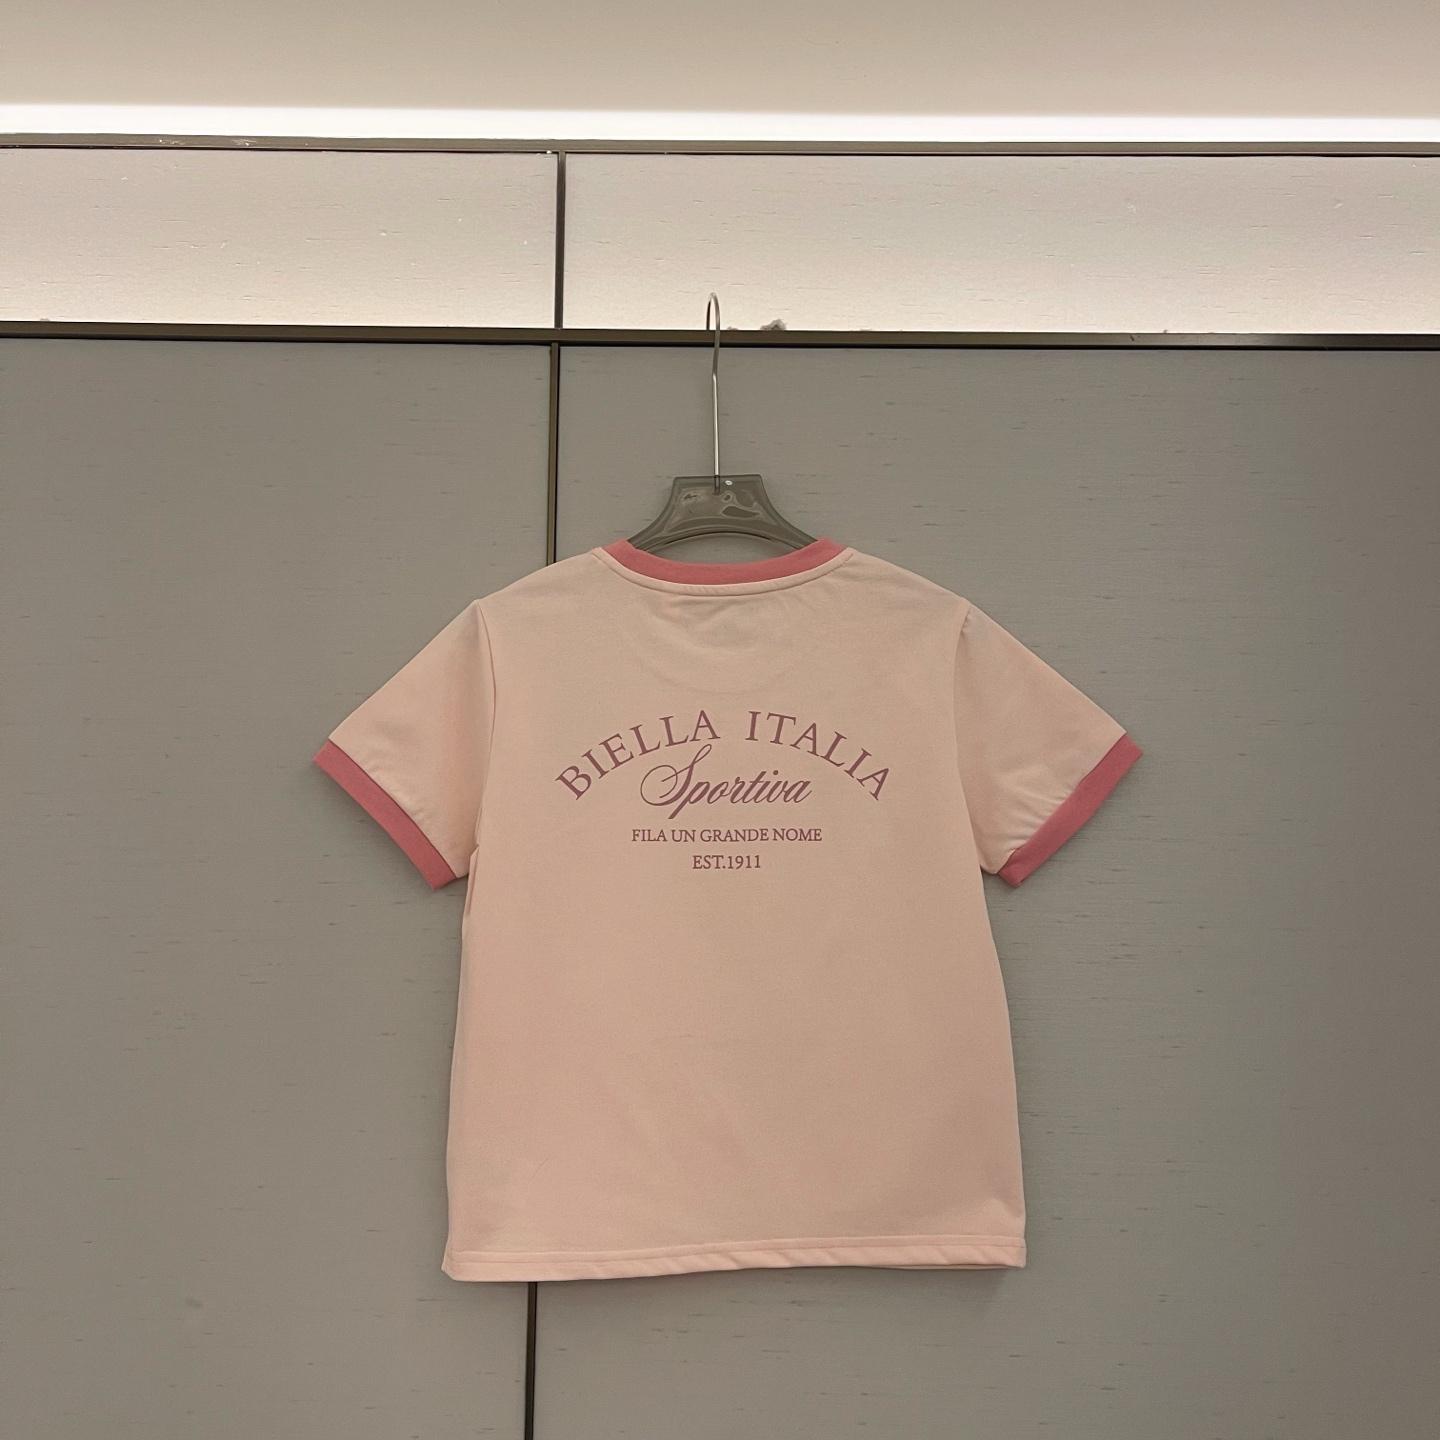 BIELLA ITALIA
Sportiva
FILA UN GRANDE NOME
EST.1911